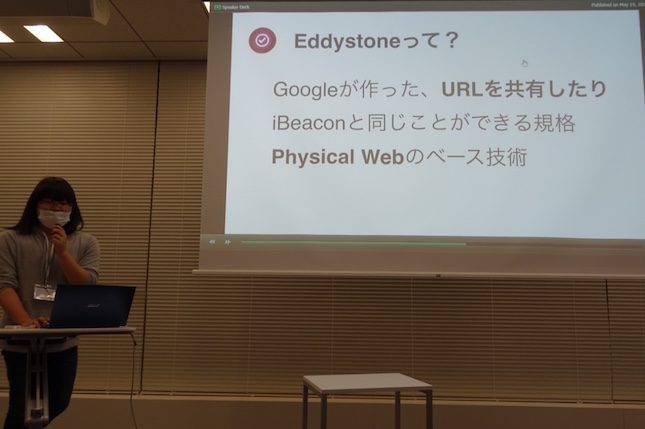 Speaker Deck
Published on May 19, 20
Eddystoneって？
Googleが作った、URLを共有したり
iBeaconと同じことができる規格
Physical Webのベース技術